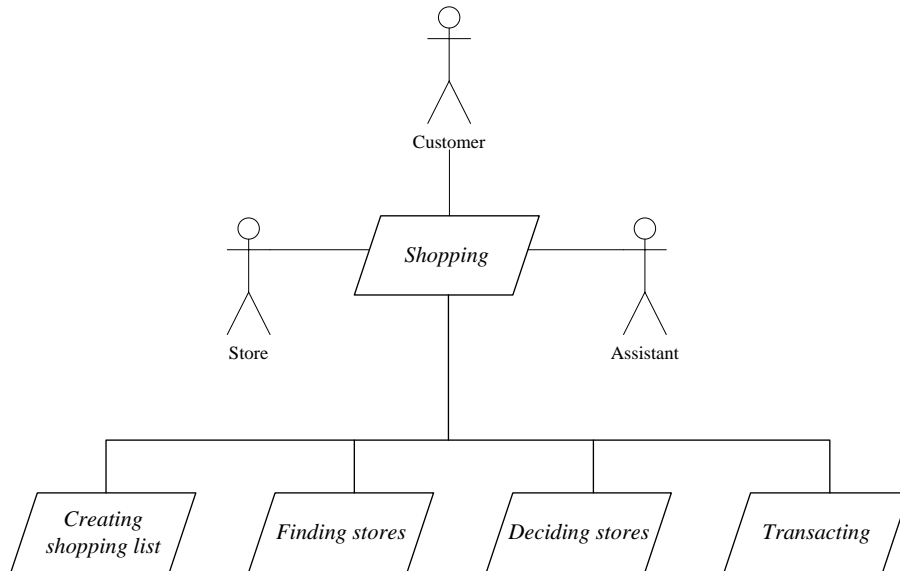 Customer
Shopping
Store
Assistant
Creating
shopping list
Finding stores
Deciding stores
Transacting